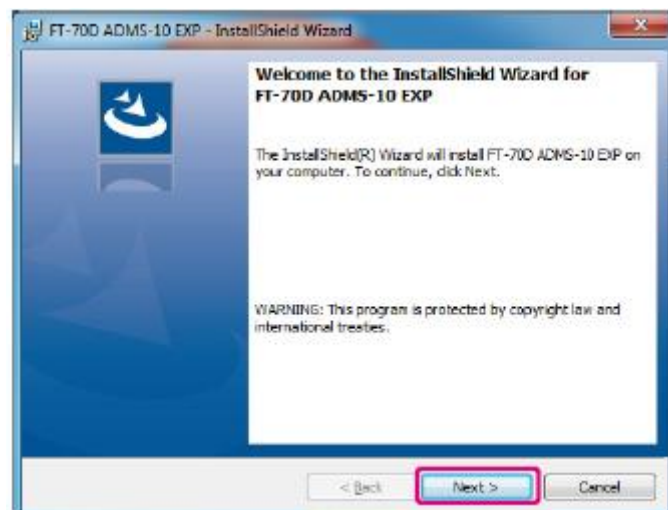 FT-70D ADMS-10 EXP - InstallShield Wizard
Welcome to the InstallShield Wizard for
FT-70D ADMS-10 EXP
The InstallShield(R) Wizard will install FT-70D ADMS-10 EXP on
your computer. To continue, click Next.
WARNING: This program is protected by copyright law and
international treaties.
< Back
Next >
Cancel